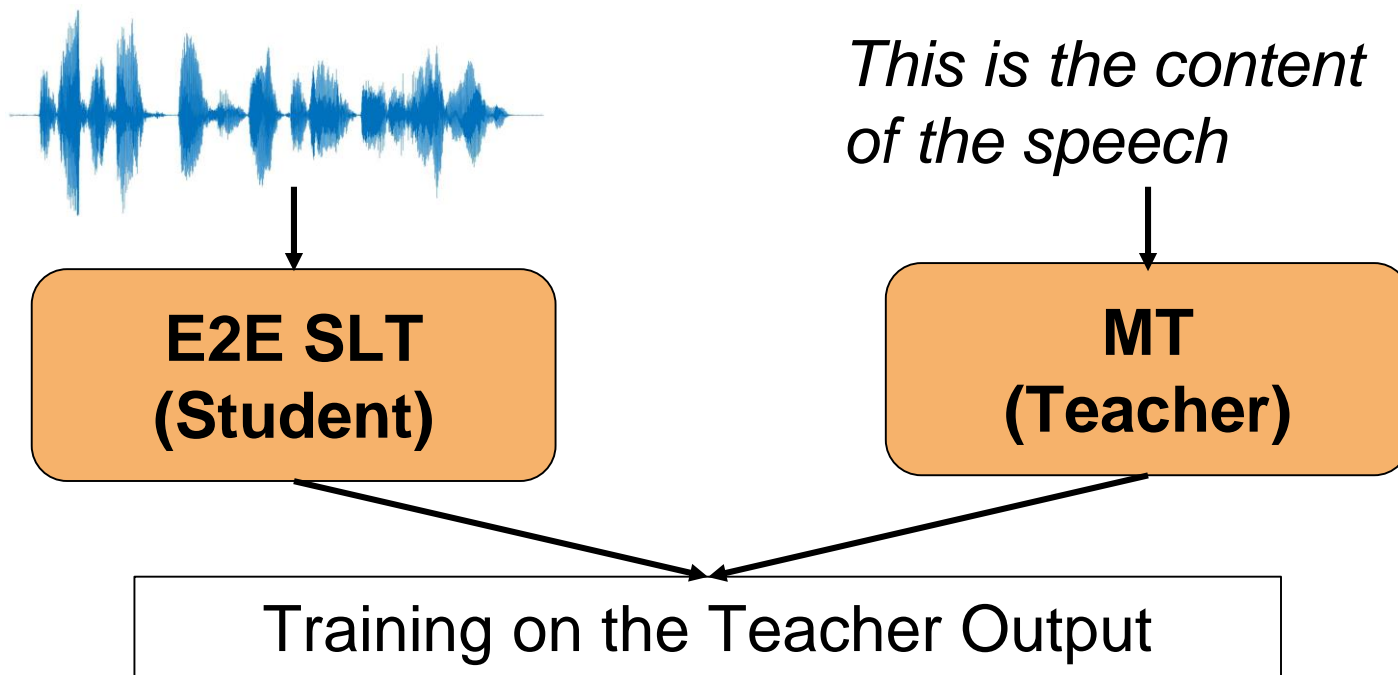 This is the content
of the speech
E2E SLT
(Student)
MT
(Teacher)
Training on the Teacher Output